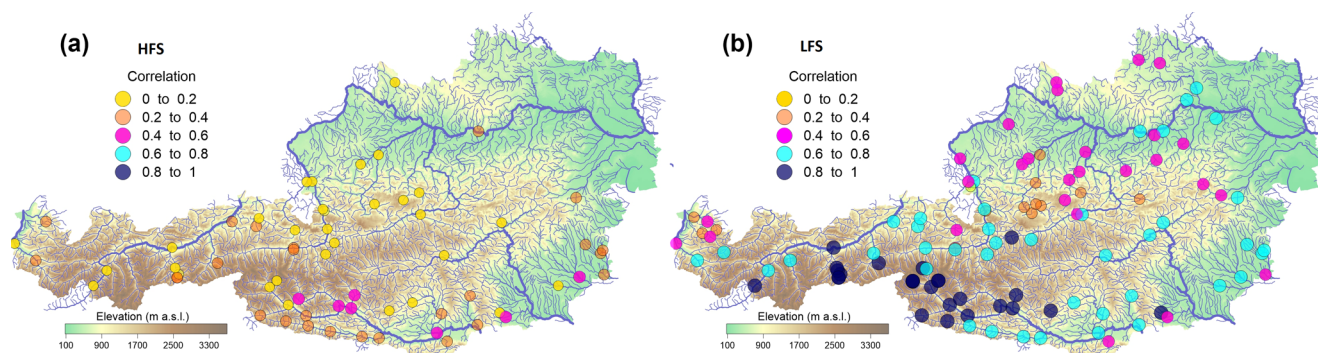 (a)
HFS
Correlation
0 to 0.2
0.2 to 0.4
0.4 to 0.6
0.6 to 0.8
0.8 to 1
Elevation (m a.s.l.)
100 900 1700 2500 3300
(b)
LFS
Correlation
0 to 0.2
0.2 to 0.4
0.4 to 0.6
0.6 to 0.8
0.8 to 1
Elevation (m a.s.l.)
100 900 1700 2500 3300